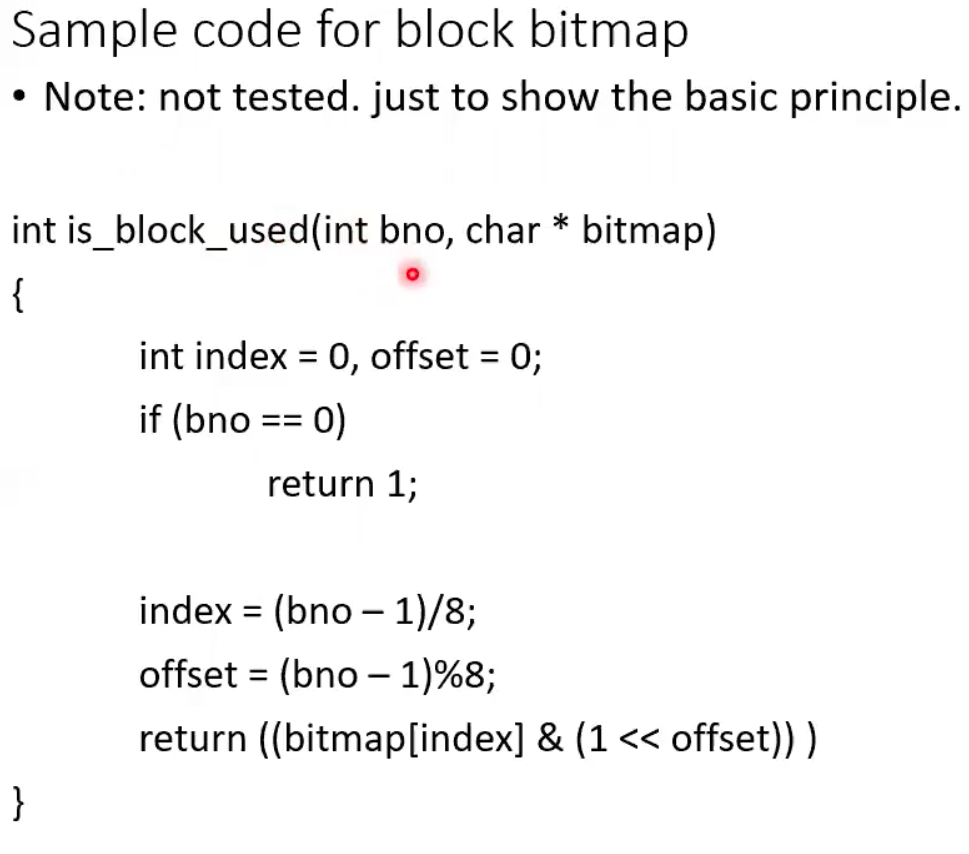 Sample code for block bitmap
• Note: not tested. just to show the basic principle.
int is_block_used(int bno, char * bitmap)
{
int index = 0, offset = 0;
if (bno == 0)
return 1;
index = (bno – 1)/8;
offset = (bno – 1)%8;
return ((bitmap[index] & (1 << offset)) )
}